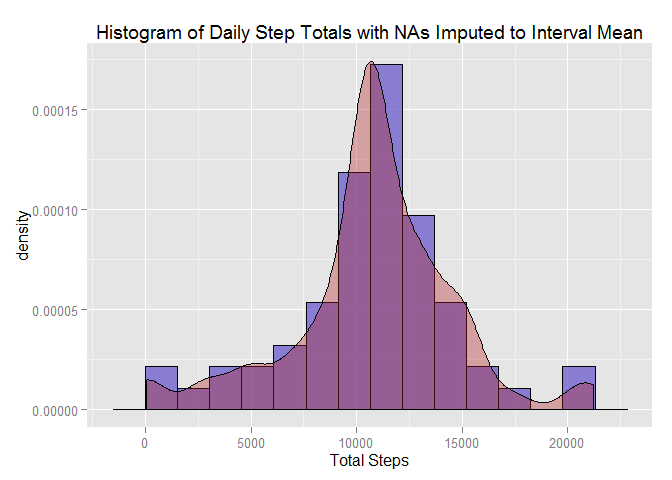 Histogram of Daily Step Totals with NAs Imputed to Interval Mean
0.00015
0.00010
0.00005
0.00000
density
0 5000 10000 15000 20000
Total Steps